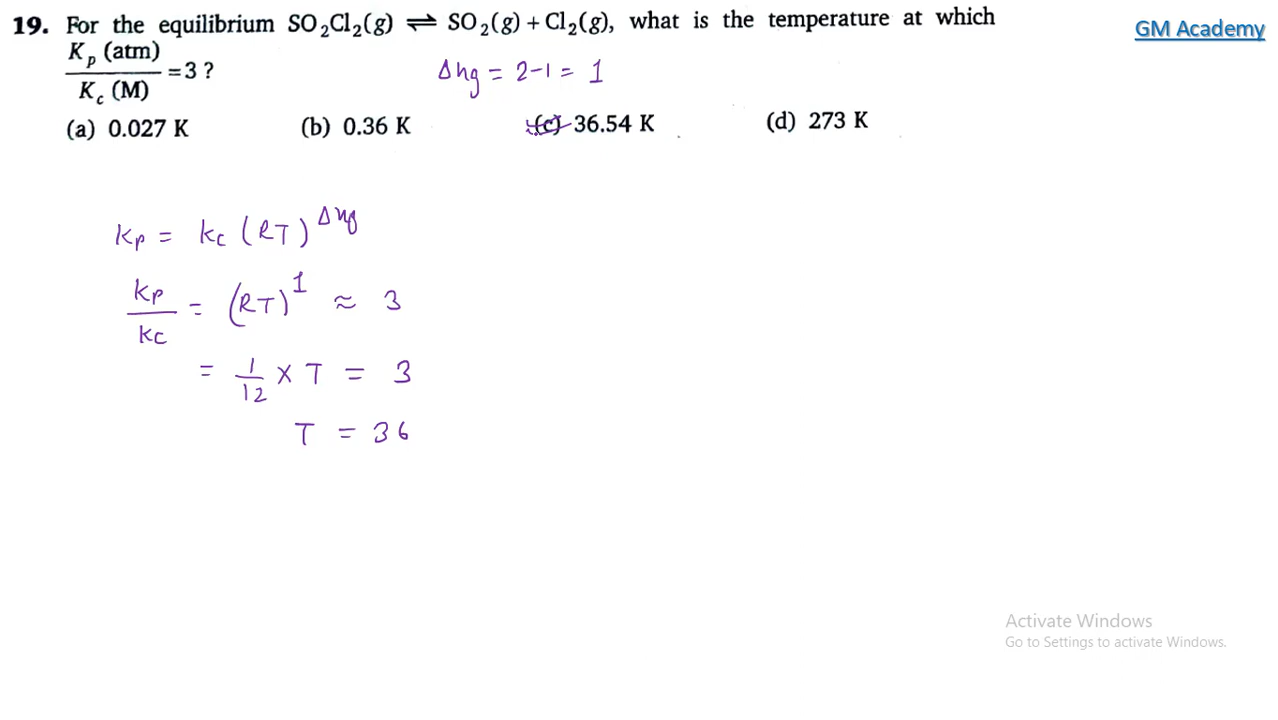 19. For the equilibrium SO₂Cl₂(g) ⇌ SO₂(g) + Cl₂(g), what is the temperature at which
GM Academy
Kₚ (atm) / K_c (M) = 3 ?
Δng = 2-1 = 1
(a) 0.027 K (b) 0.36 K (c) 36.54 K (d) 273 K
kp = kc (RT)^Δng
kp / kc = (RT)^1 ≈ 3
= 1/12 × T = 3
T = 36
Activate Windows
Go to Settings to activate Windows.